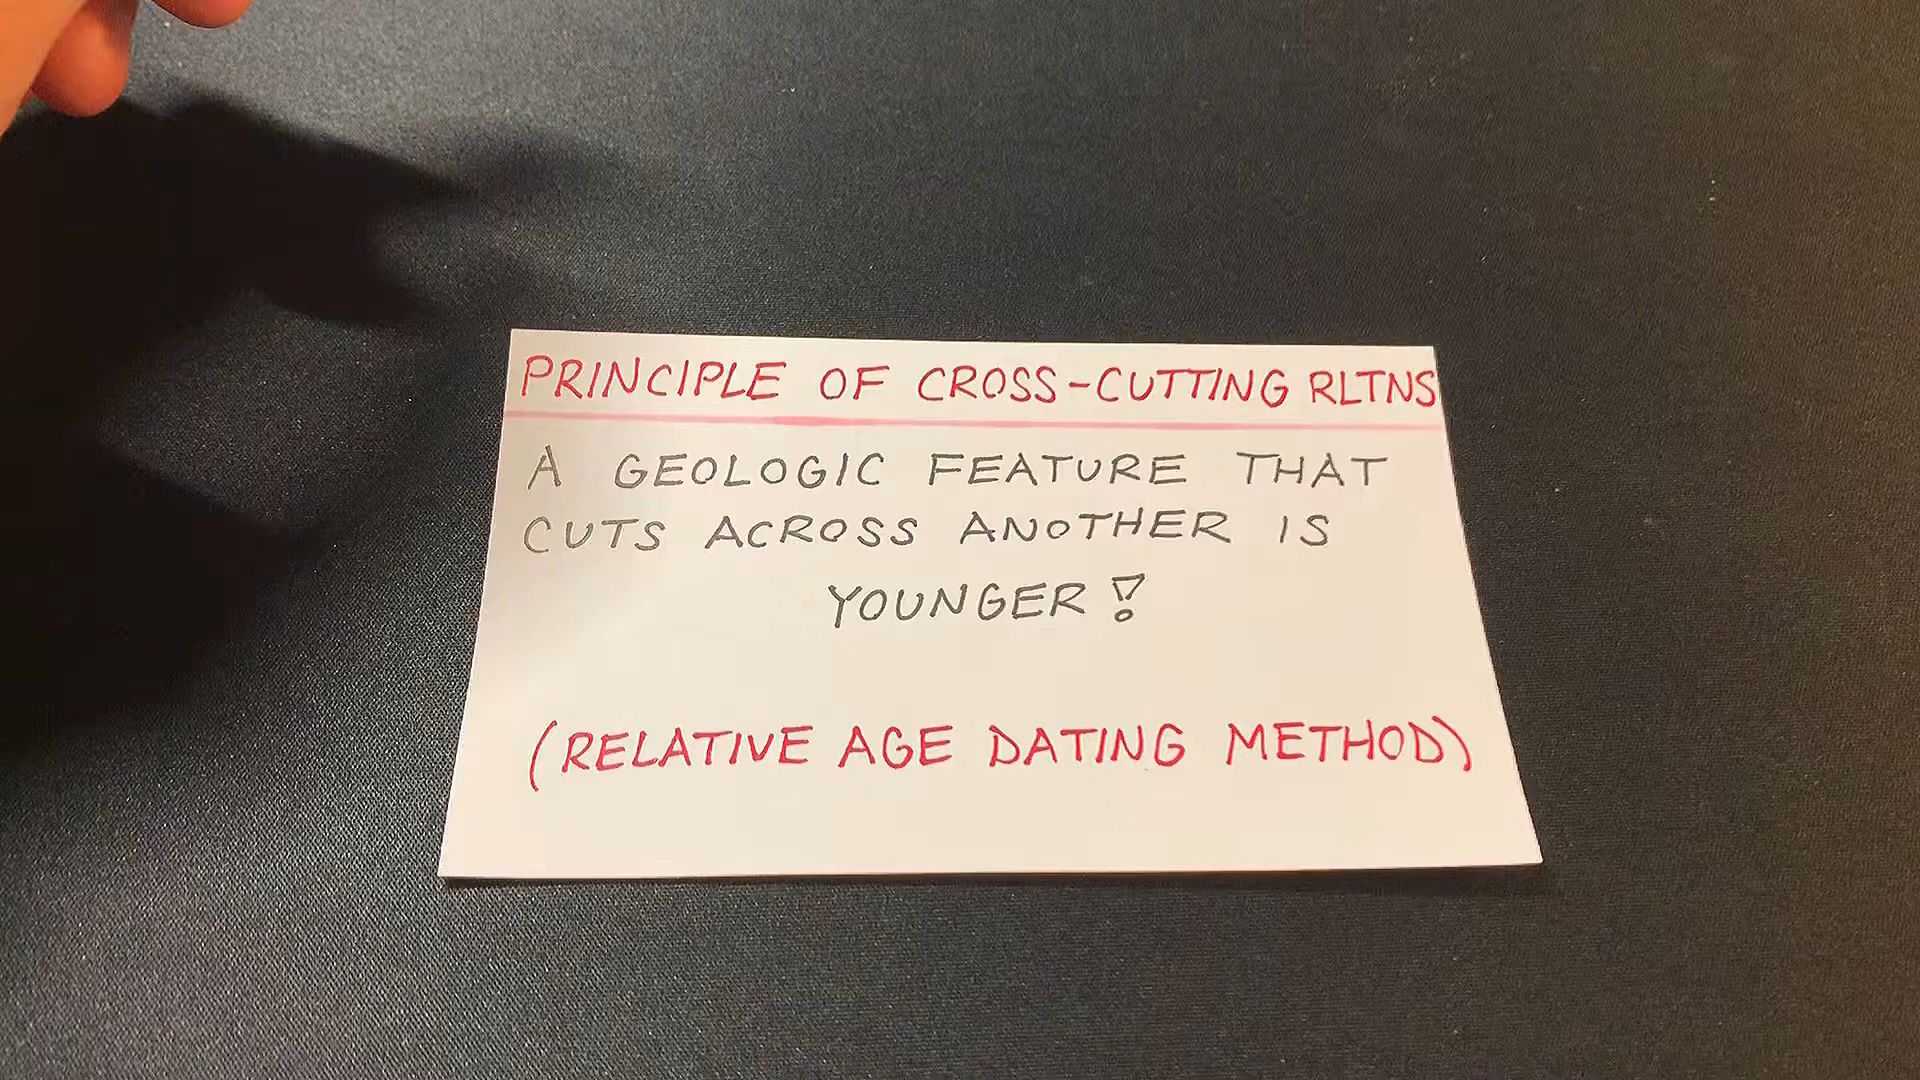 PRINCIPLE OF CROSS-CUTTING RLTNS
A GEOLOGIC FEATURE THAT
CUTS ACROSS ANOTHER IS
YOUNGER!
(RELATIVE AGE DATING METHOD)